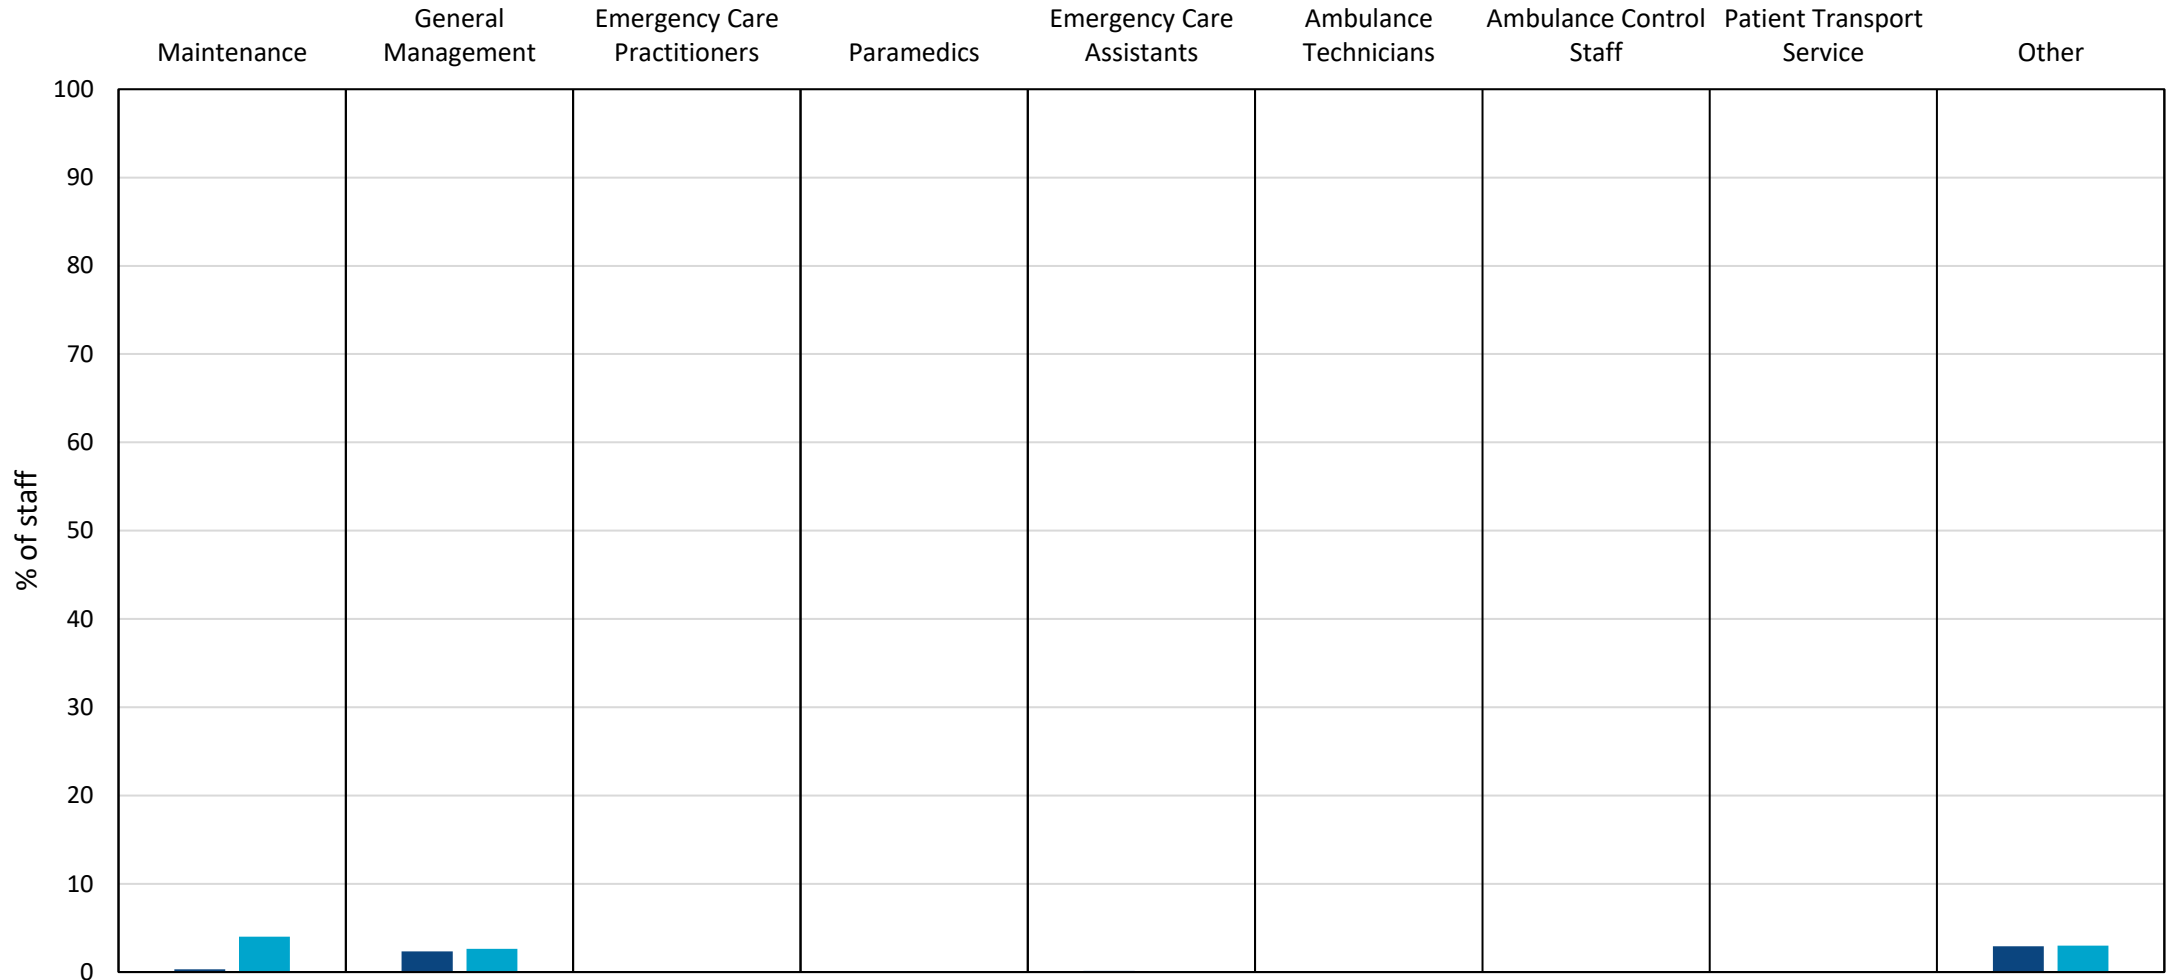 Maintenance
General
Management
Emergency Care
Practitioners
Paramedics
Emergency Care
Assistants
Ambulance
Technicians
Ambulance Control
Staff
Patient Transport
Service
Other
% of staff
100
90
80
70
60
50
40
30
20
10
0